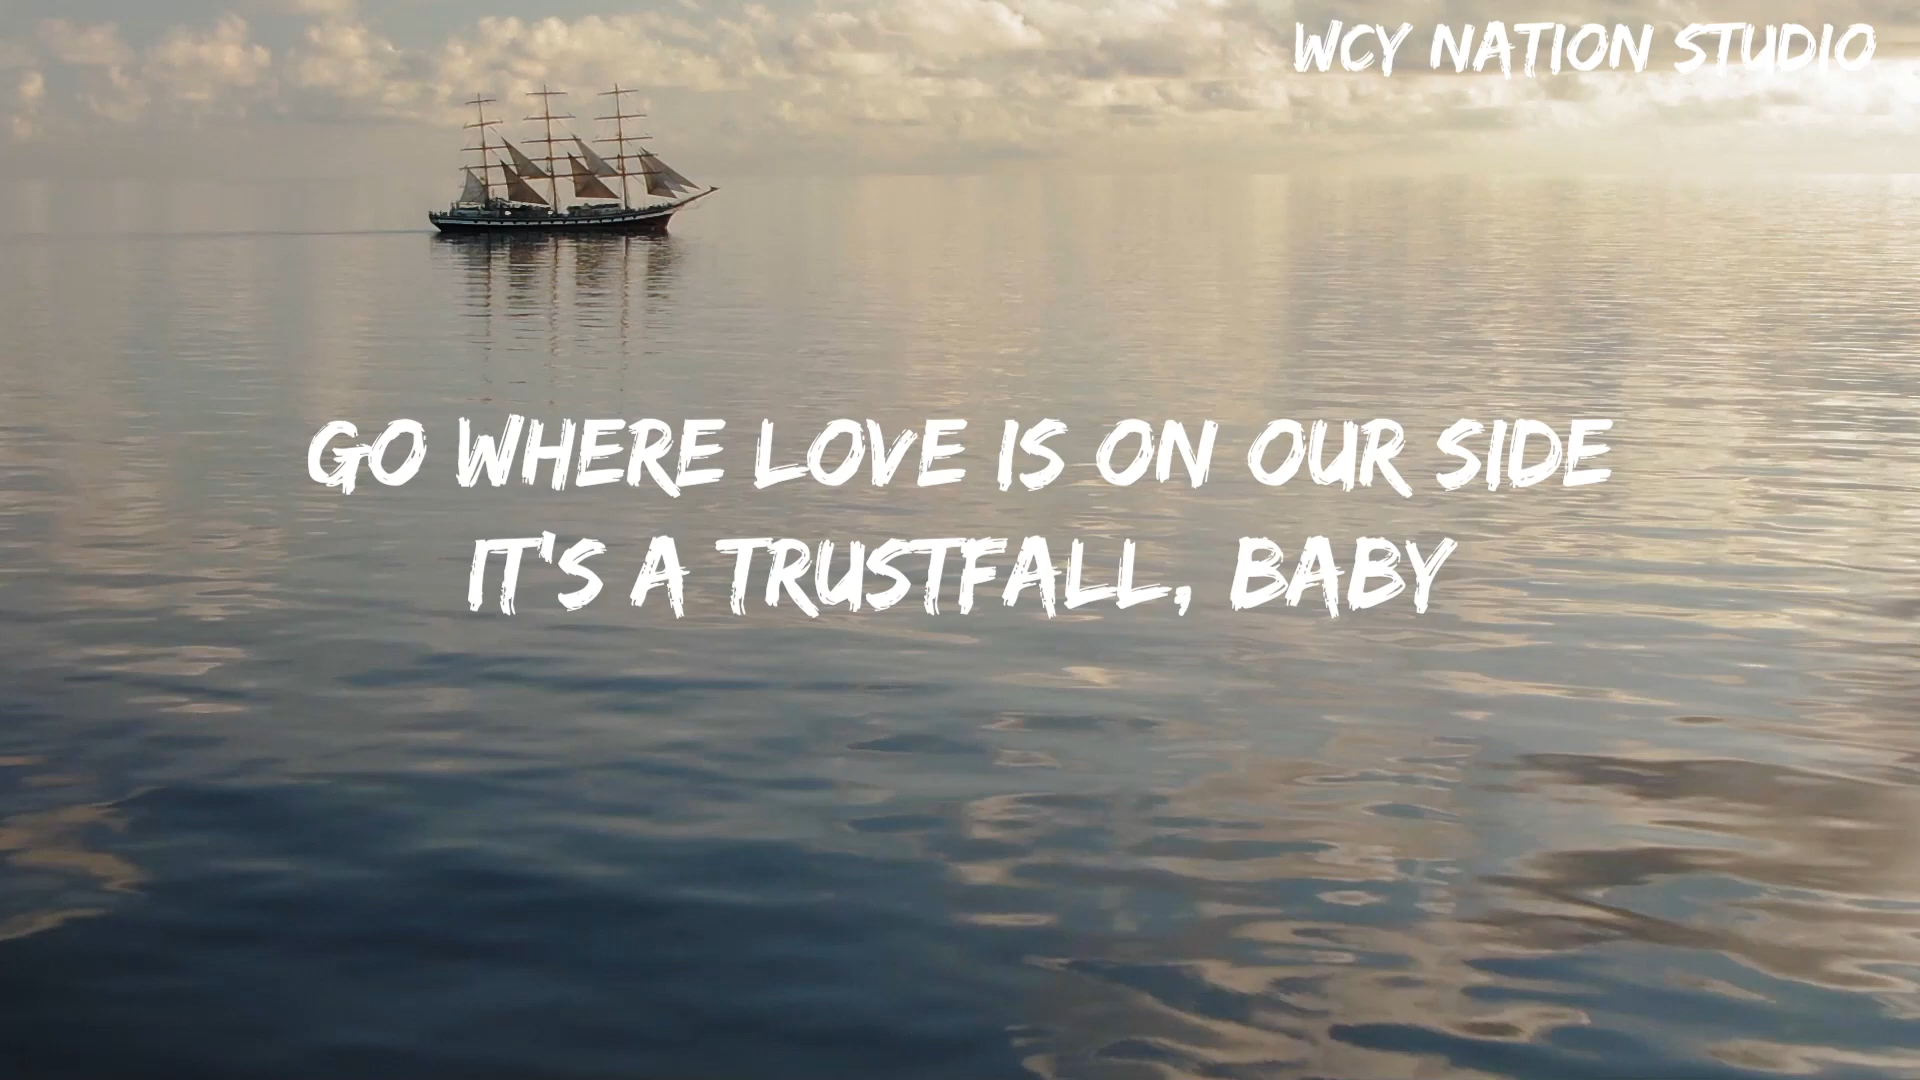 WCY NATION STUDIO
GO WHERE LOVE IS ON OUR SIDE
IT'S A TRUSTFALL, BABY